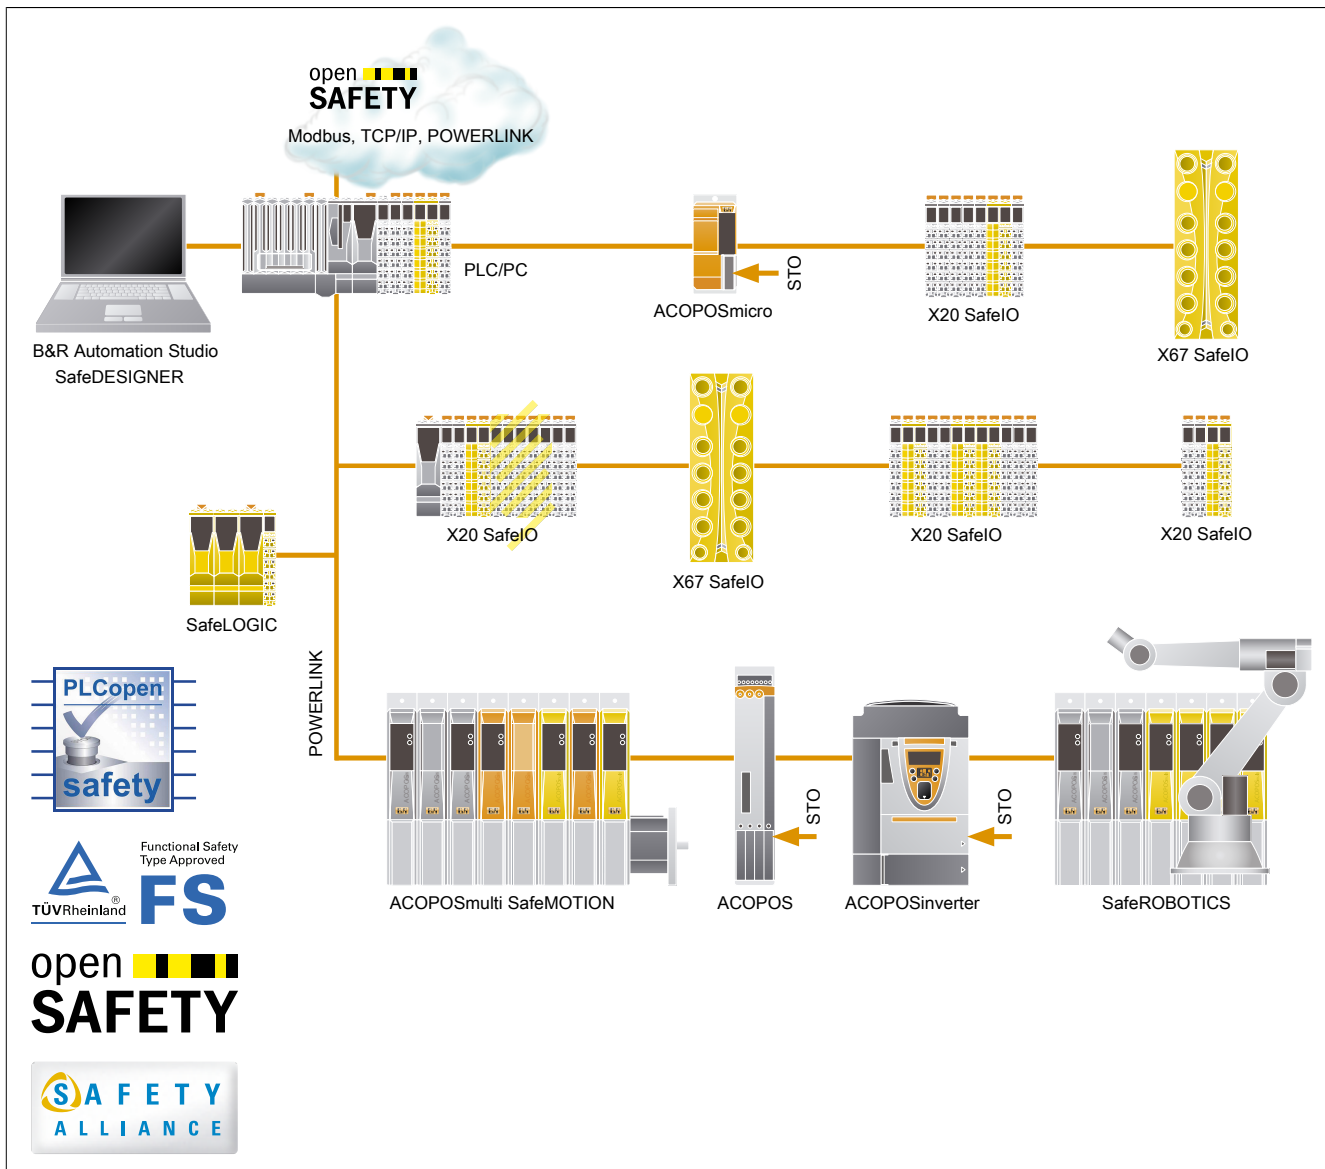 open
SAFETY
Modbus, TCP/IP, POWERLINK
PLC/PC
STO
ACOPOSmicro
X20 SafeIO
X67 SafeIO
B&R Automation Studio
SafeDESIGNER
X20 SafeIO
X67 SafeIO
X20 SafeIO
X20 SafeIO
SafeLOGIC
POWERLINK
PLCopen
safety
STO
STO
ACOPOSmulti SafeMOTION
ACOPOS
ACOPOSinverter
SafeROBOTICS
TÜVRheinland
®
Functional Safety
Type Approved
FS
open
SAFETY
SAFETY
ALLIANCE